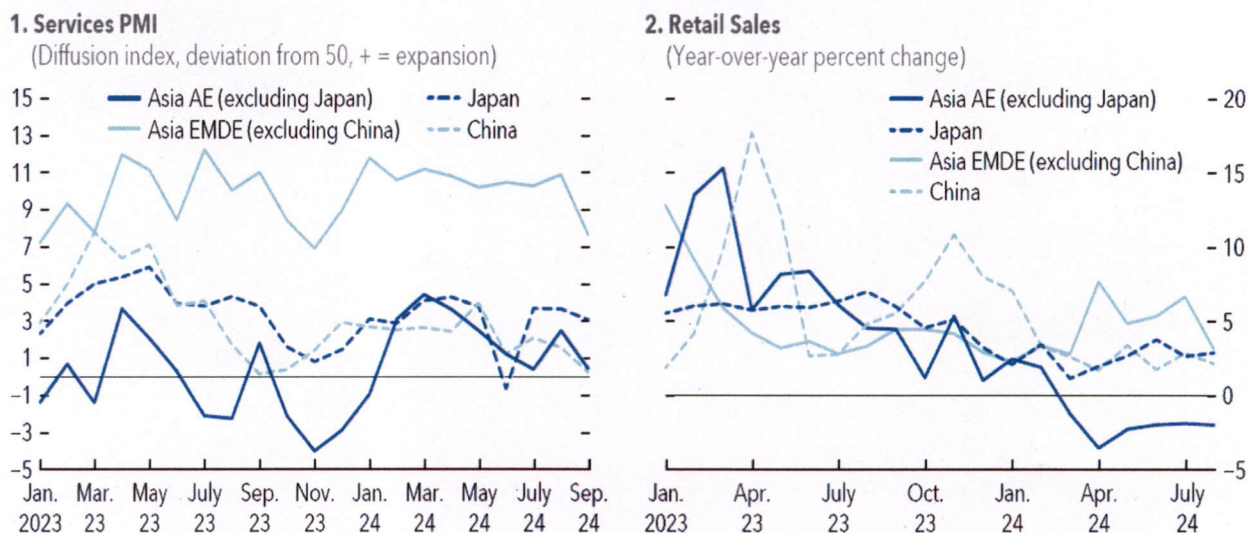 1. Services PMI
(Diffusion index, deviation from 50, + = expansion)
15
13
11
9
7
5
3
1
−1
−3
−5
Asia AE (excluding Japan)
Japan
Asia EMDE (excluding China)
China
Jan. Mar. May July Sep. Nov. Jan. Mar. May July Sep.
2023 23 23 23 23 23 24 24 24 24 24
2. Retail Sales
(Year-over-year percent change)
Asia AE (excluding Japan)
Japan
Asia EMDE (excluding China)
China
20
15
10
5
0
−5
Jan. Apr. July Oct. Jan. Apr. July
2023 23 23 23 24 24 24